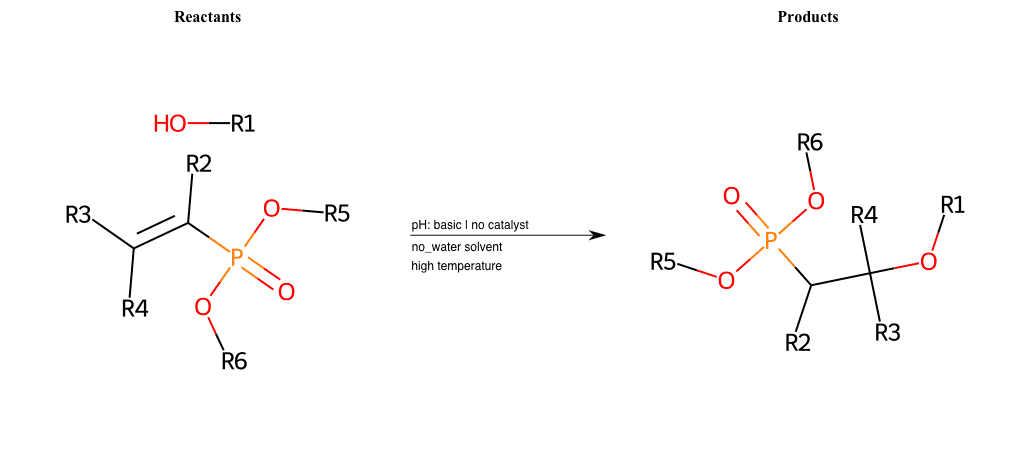 Reactants
Products
HO R1
R2
R3
O R5
P
R4
O
O
R6
pH: basic | no catalyst
no_water solvent
high temperature
R6
O
O
R4
R1
P
R5
O
O
R2
R3